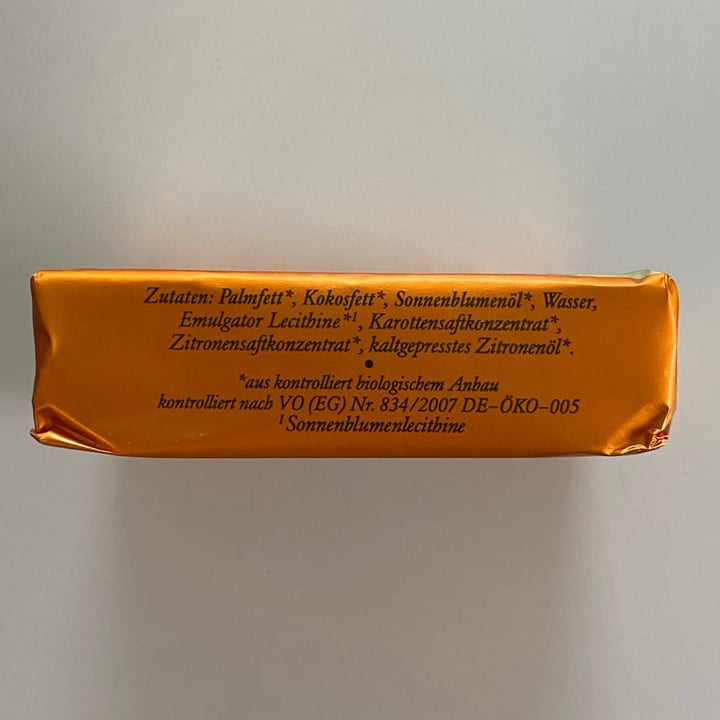 Zutaten: Palmfett*, Kokosfett*, Sonnenblumenöl*, Wasser,
Emulgator Lecithine*¹, Karottensaftkonzentrat*,
Zitronensaftkonzentrat*, kaltgepresstes Zitronenöl*.
•
*aus kontrolliert biologischem Anbau
kontrolliert nach VO (EG) Nr. 834/2007 DE–ÖKO–005
¹ Sonnenblumenlecithine